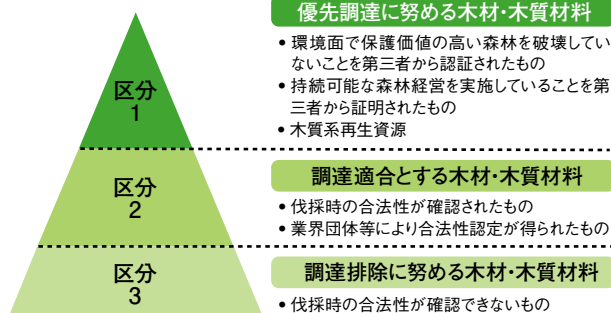 優先調達に努める木材・木質材料
• 環境面で保護価値の高い森林を破壊してい
ないことを第三者から認証されたもの
• 持続可能な森林経営を実施していることを第
三者から証明されたもの
• 木質系再生資源
区分
1
調達適合とする木材・木質材料
• 伐採時の合法性が確認されたもの
• 業界団体等により合法性認定が得られたもの
区分
2
調達排除に努める木材・木質材料
• 伐採時の合法性が確認できないもの
区分
3